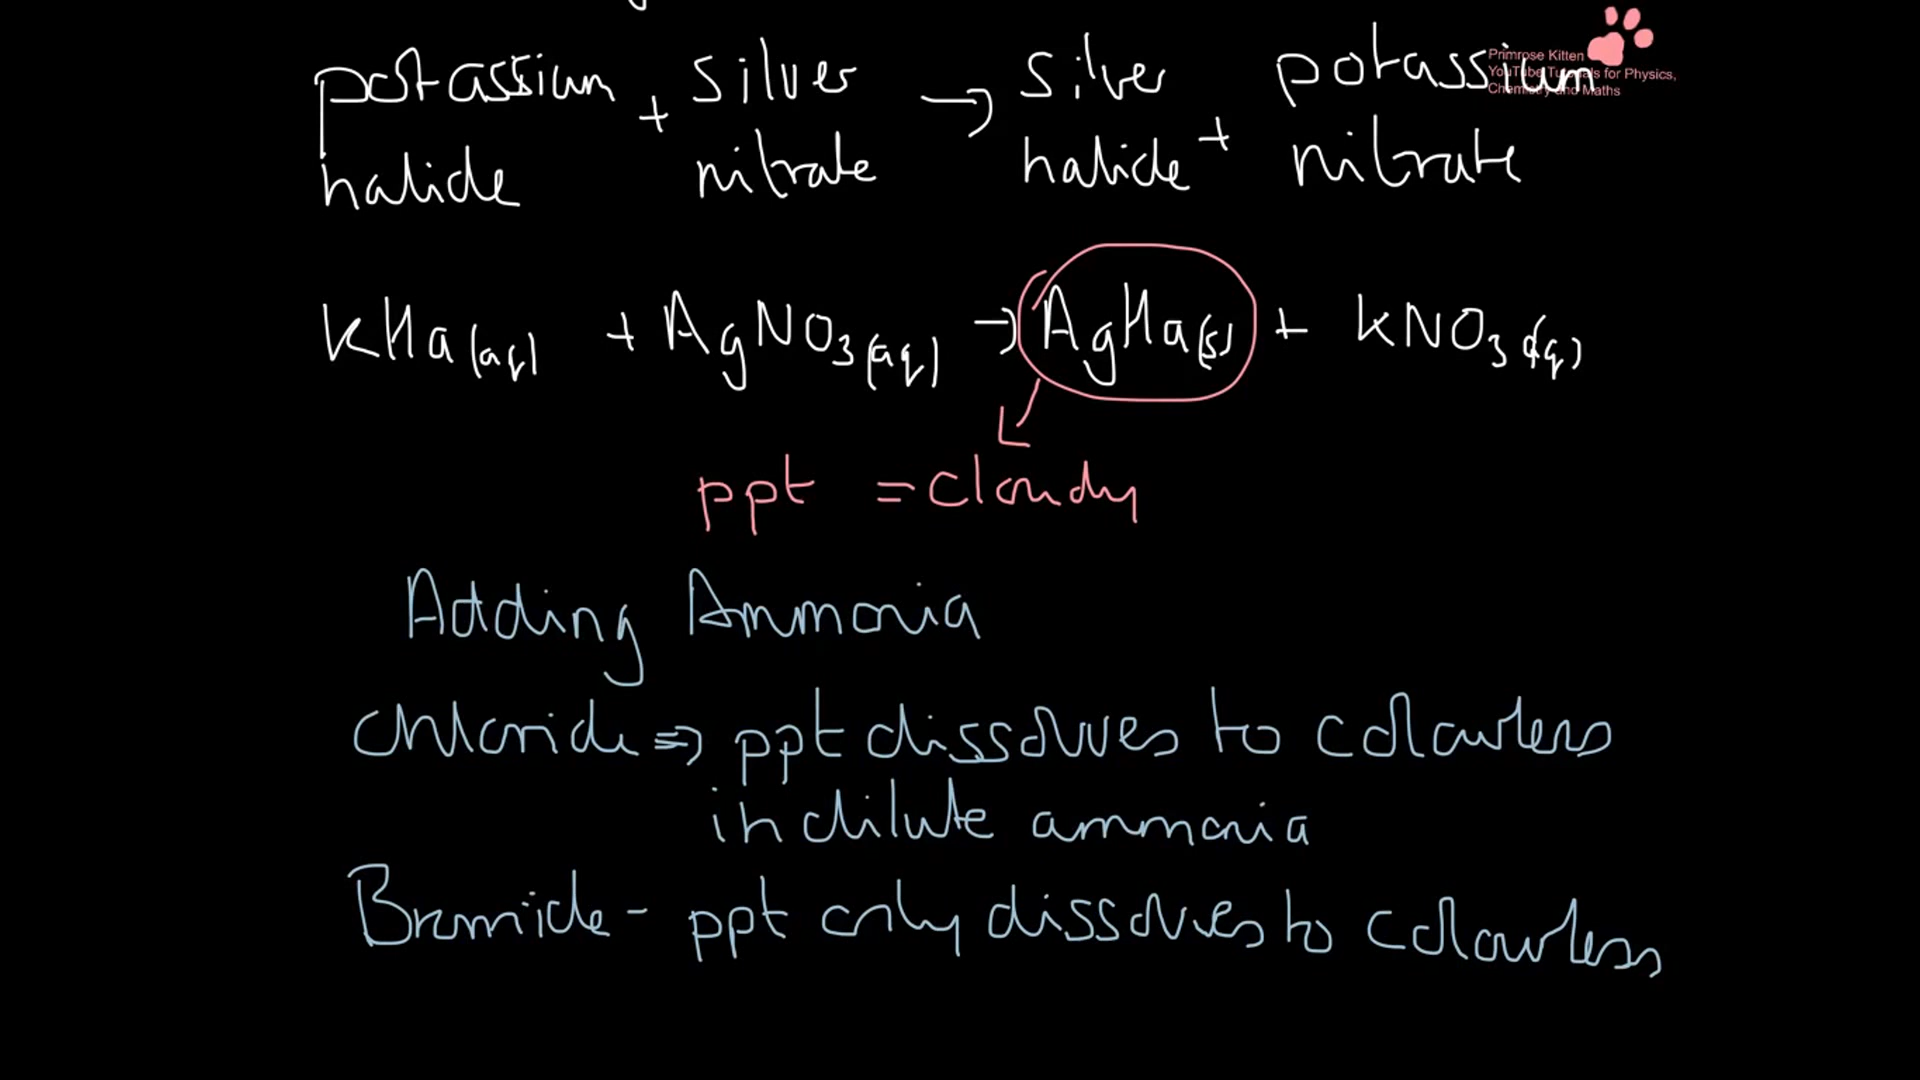 potassium + silver → silver + potassium
halide nitrate halide nitrate
Primrose Kitten
YouTube Tutorials for Physics,
Chemistry and Maths
KHa(aq) + AgNO3(aq) → AgHa(s) + KNO3(aq)
ppt = cloudy
Adding Ammonia
Chloride ⇒ ppt dissolves to colourless
in dilute ammonia
Bromide - ppt only dissolves to colourless